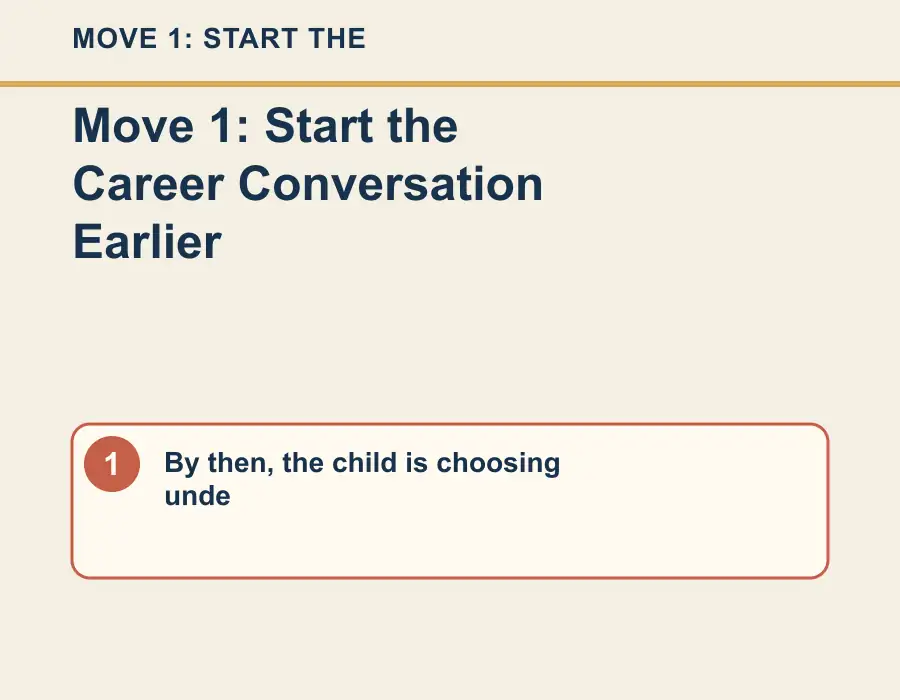 MOVE 1: START THE
Move 1: Start the
Career Conversation
Earlier
1
By then, the child is choosing
unde